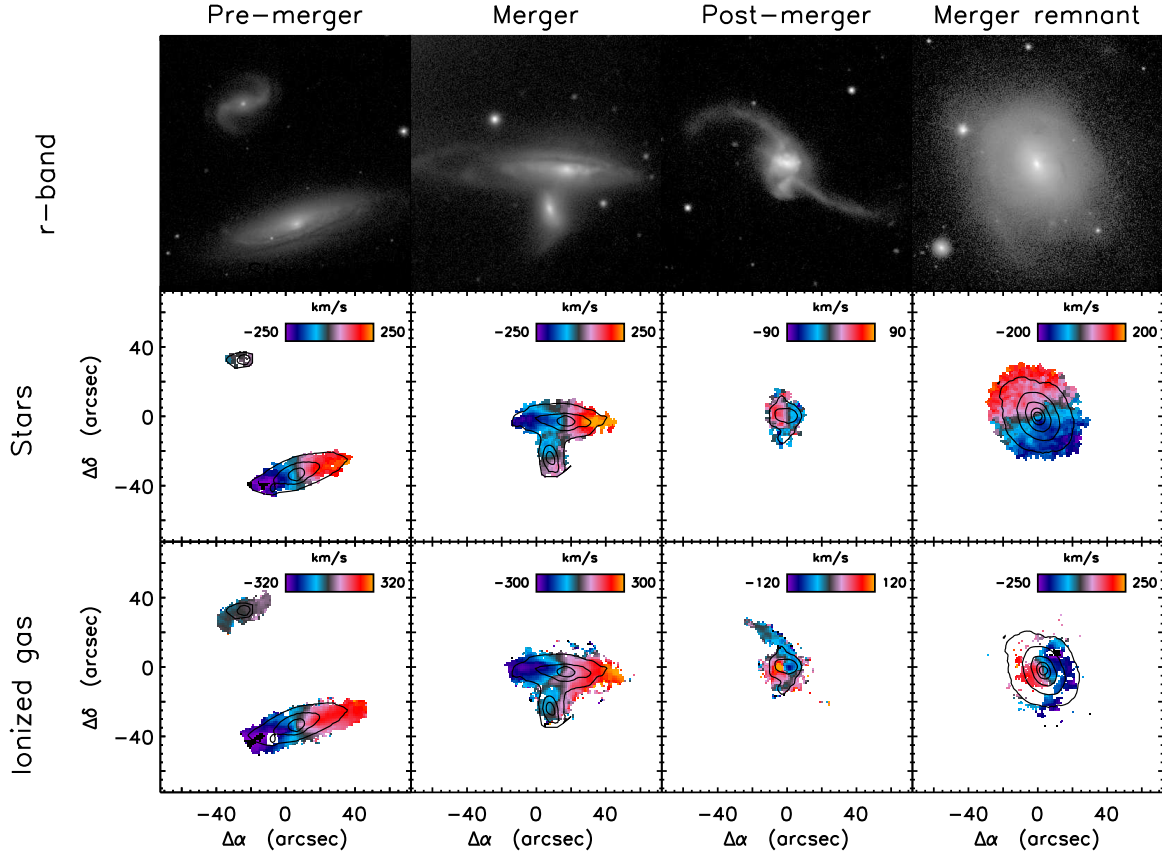 Pre-merger Merger Post-merger Merger remnant
r-band
km/s km/s km/s km/s
-250 250 -250 250 -90 90 -200 200
Stars
Δδ (arcsec)
40
0
-40
km/s km/s km/s km/s
-320 320 -300 300 -120 120 -250 250
Ionized gas
Δδ (arcsec)
40
0
-40
-40 0 40 -40 0 40 -40 0 40 -40 0 40
Δα (arcsec) Δα (arcsec) Δα (arcsec) Δα (arcsec)